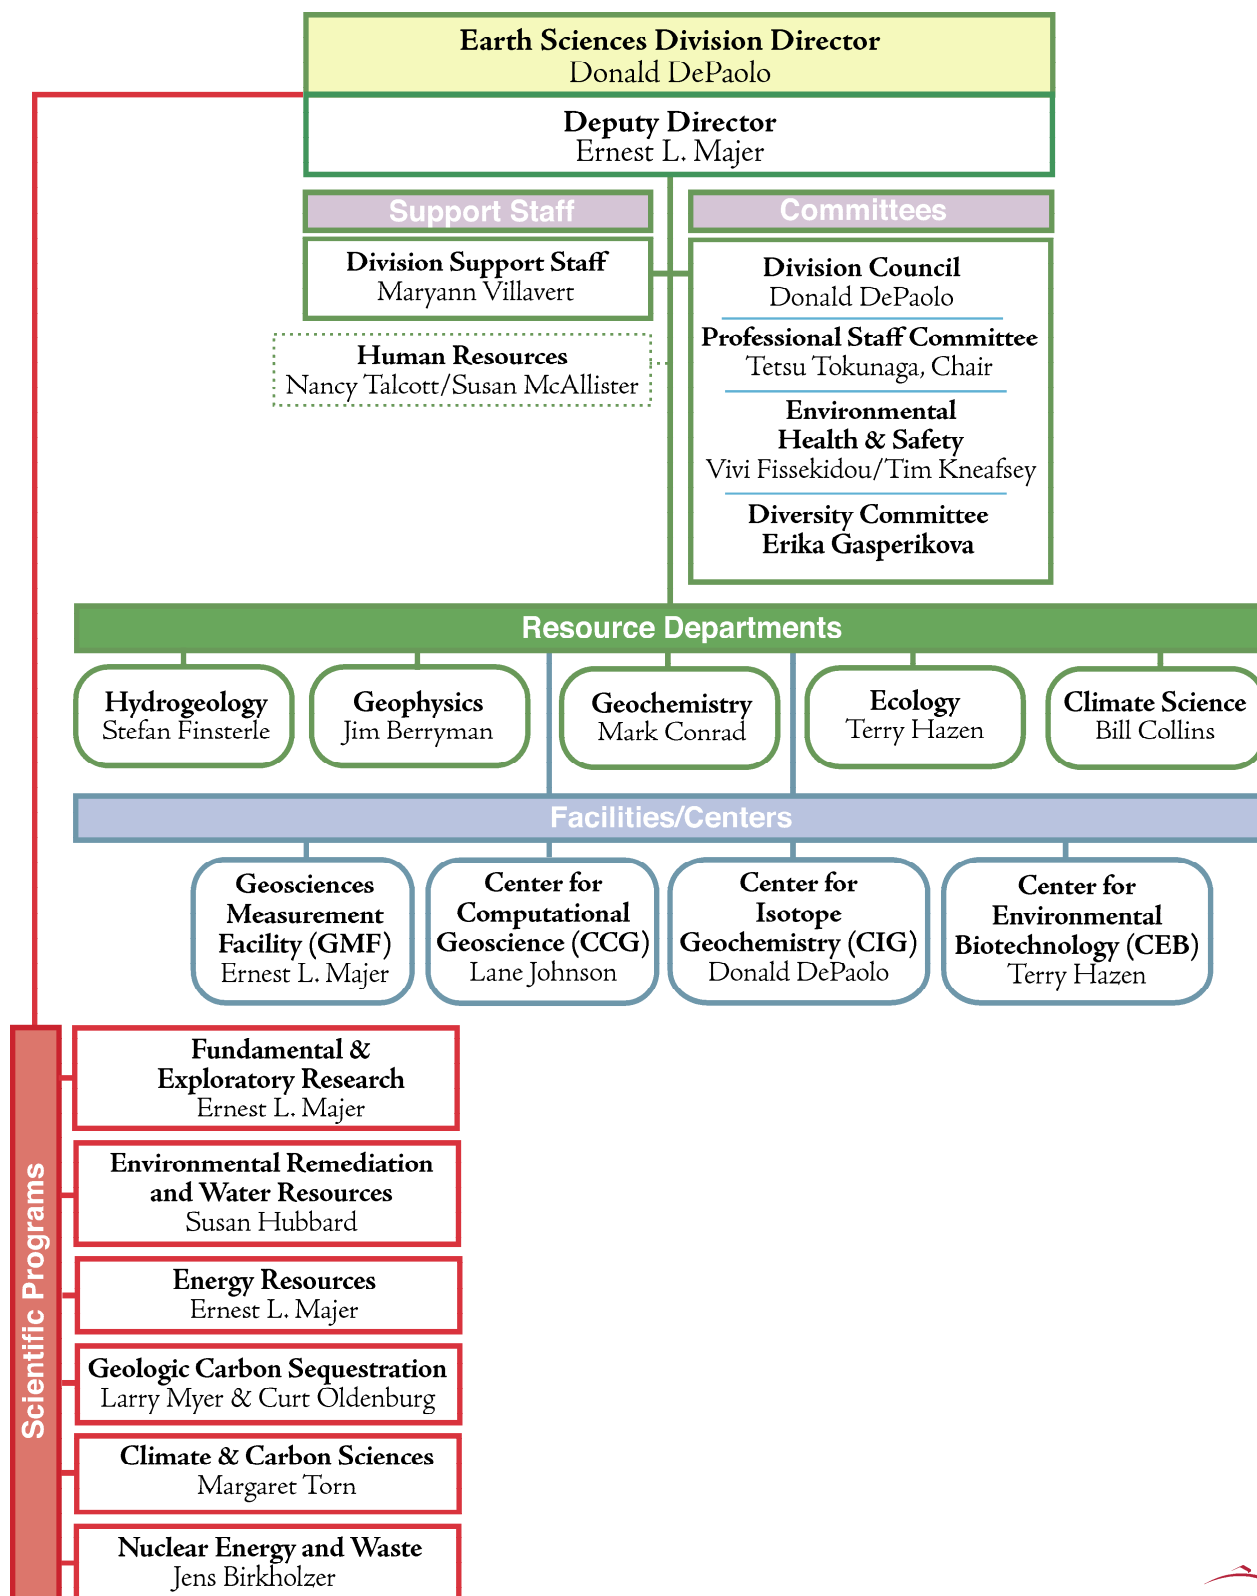 Earth Sciences Division Director
Donald DePaolo
Deputy Director
Ernest L. Majer
Support Staff
Division Support Staff
Maryann Villavert
Human Resources
Nancy Talcott/Susan McAllister
Committees
Division Council
Donald DePaolo
Professional Staff Committee
Tetsu Tokunaga, Chair
Environmental
Health & Safety
Vivi Fissekidou/Tim Kneafsey
Diversity Committee
Erika Gasperikova
Resource Departments
Hydrogeology
Stefan Finsterle
Geophysics
Jim Berryman
Geochemistry
Mark Conrad
Ecology
Terry Hazen
Climate Science
Bill Collins
Facilities/Centers
Geosciences
Measurement
Facility (GMF)
Ernest L. Majer
Center for
Computational
Geoscience (CCG)
Lane Johnson
Center for
Isotope
Geochemistry (CIG)
Donald DePaolo
Center for
Environmental
Biotechnology (CEB)
Terry Hazen
Scientific Programs
Fundamental &
Exploratory Research
Ernest L. Majer
Environmental Remediation
and Water Resources
Susan Hubbard
Energy Resources
Ernest L. Majer
Geologic Carbon Sequestration
Larry Myer & Curt Oldenburg
Climate & Carbon Sciences
Margaret Torn
Nuclear Energy and Waste
Jens Birkholzer